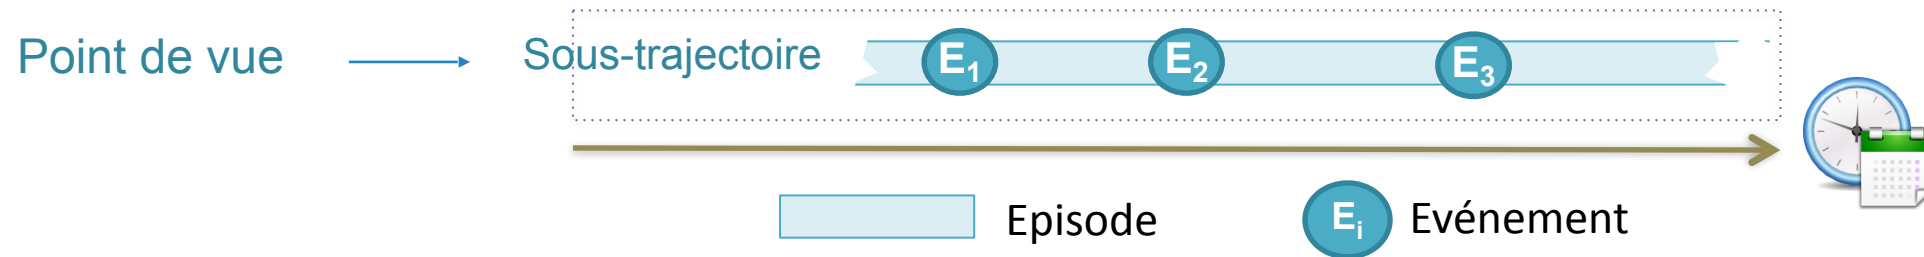 Point de vue
Sous-trajectoire
E1 E2 E3
Episode
Ei Evénement